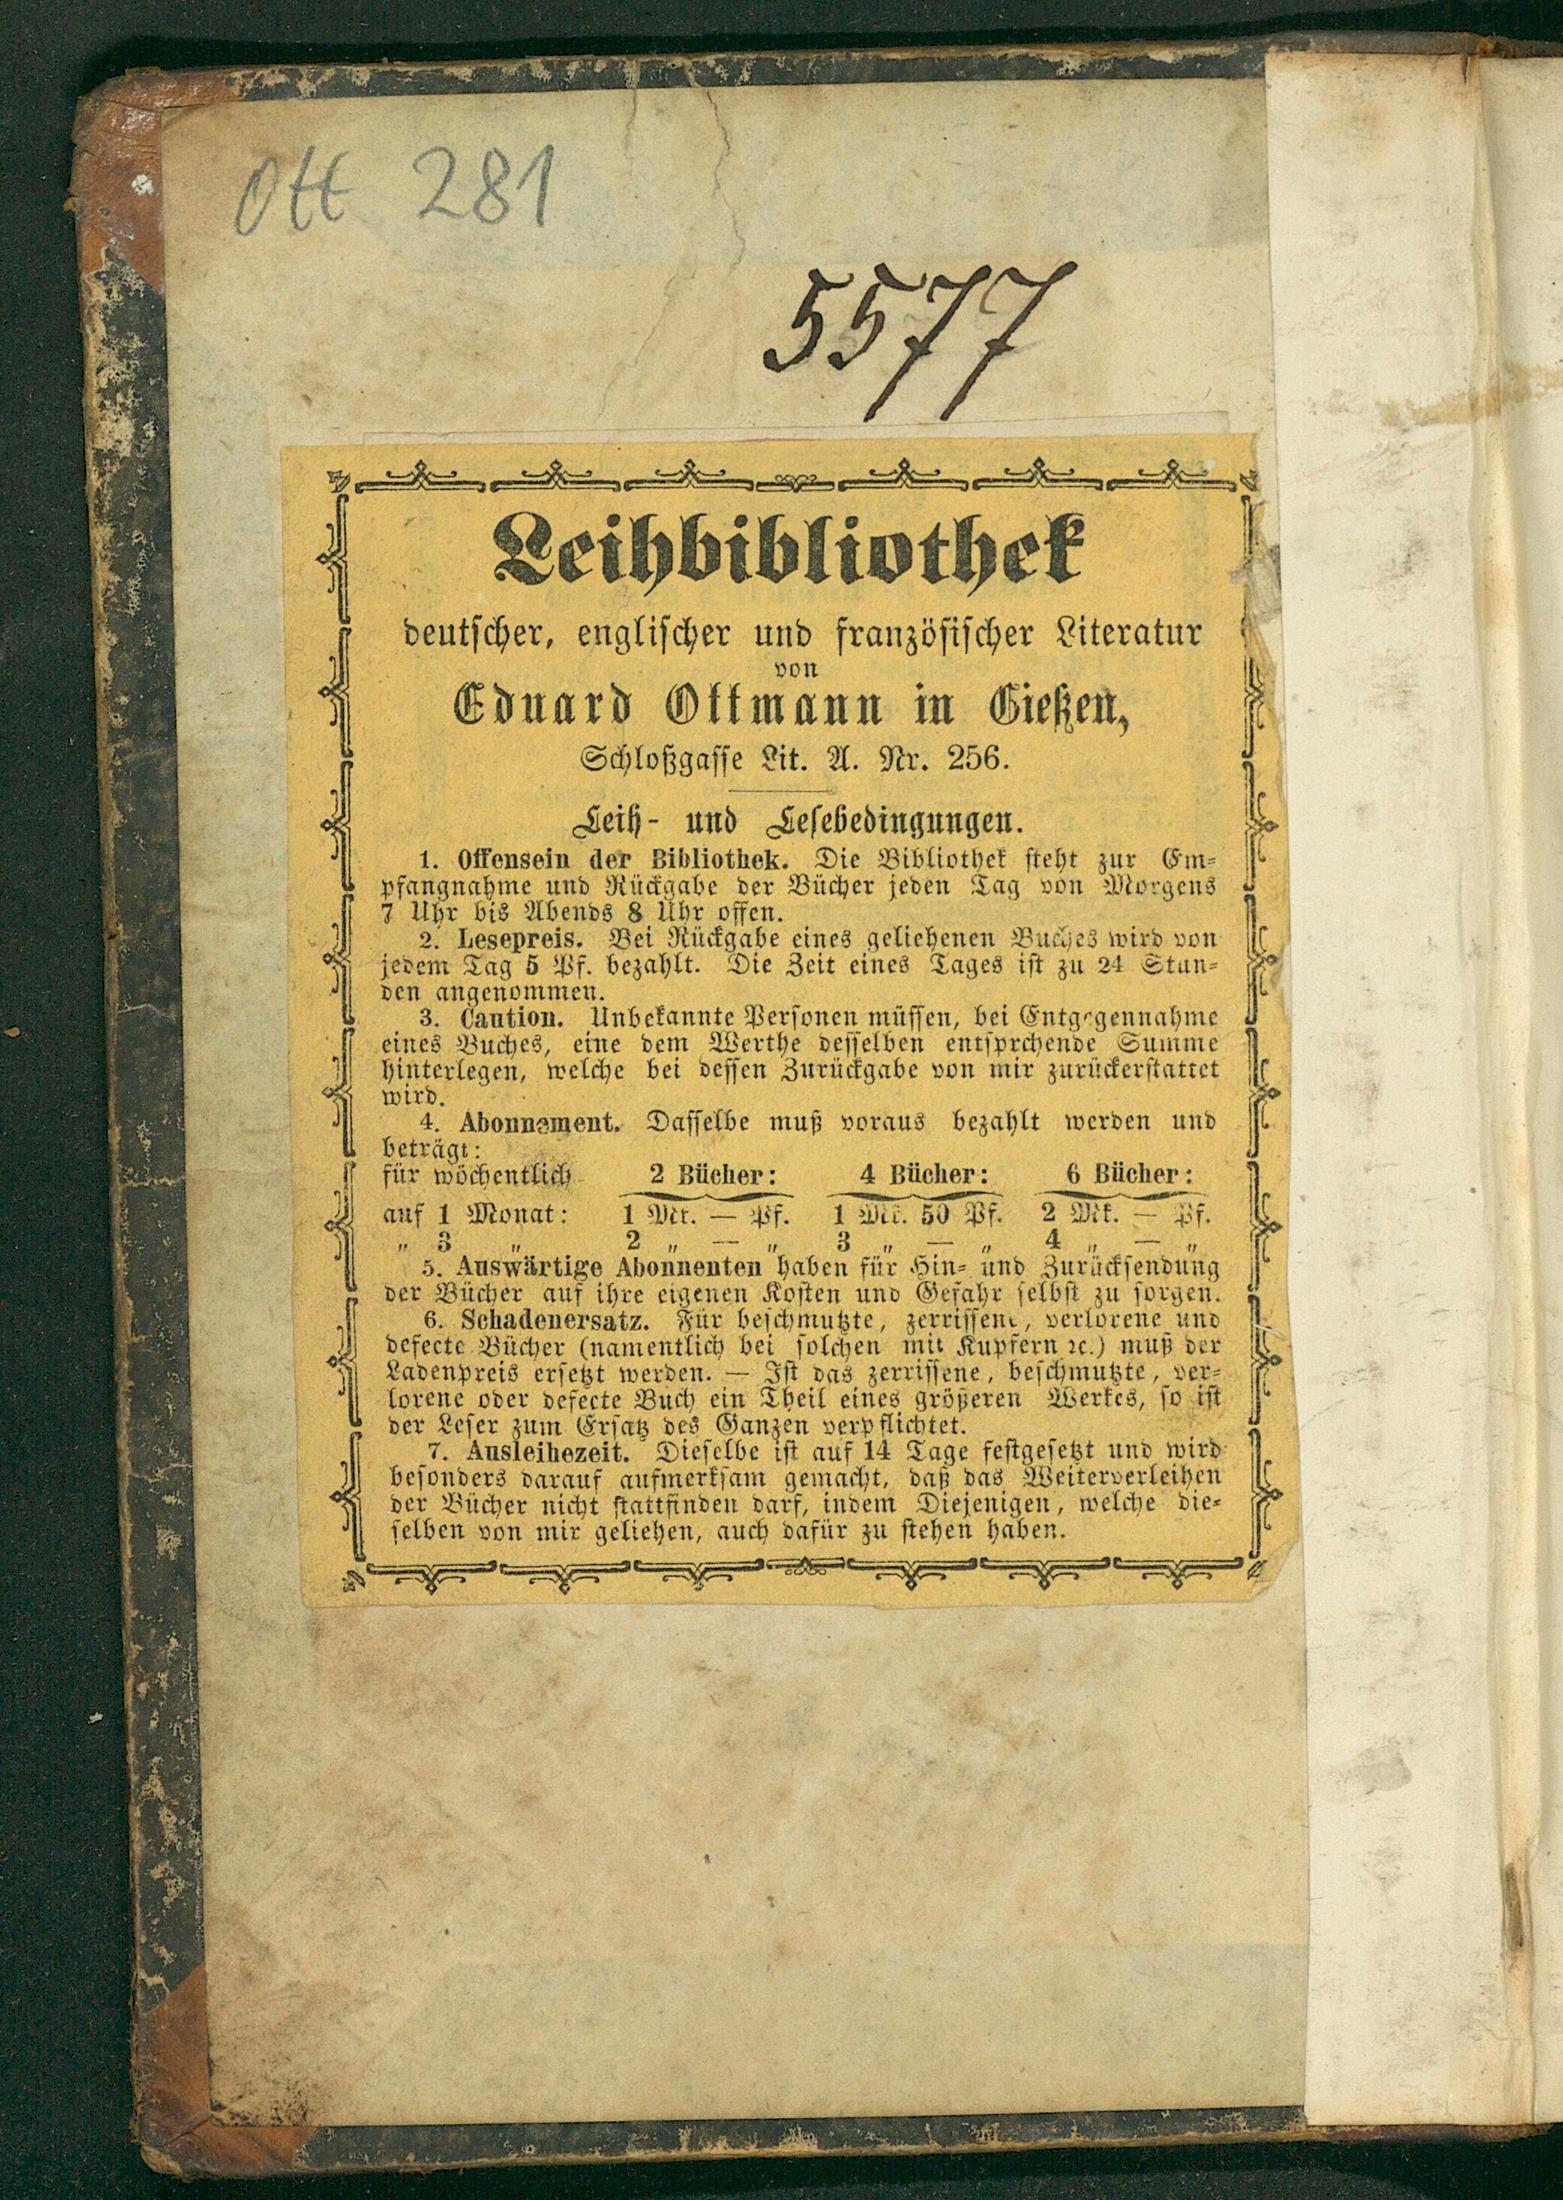 Ott 281
5577
Leihbibliothek
deutscher, englischer und französischer Literatur
von
Eduard Ottmann in Gießen,
Schloßgasse Lit. A. Nr. 256.
Leih- und Lesebedingungen.
1. Offensein der Bibliothek. Die Bibliothek steht zur Em-
pfangnahme und Rückgabe der Bücher jeden Tag von Morgens
7 Uhr bis Abends 8 Uhr offen.
2. Lesepreis. Bei Rückgabe eines geliehenen Buches wird von
jedem Tag 5 Pf. bezahlt. Die Zeit eines Tages ist zu 24 Stun-
den angenommen.
3. Caution. Unbekannte Personen müssen, bei Entgegennahme
eines Buches, eine dem Werthe desselben entsprchende Summe
hinterlegen, welche bei dessen Zurückgabe von mir zurückerstattet
wird.
4. Abonnement. Dasselbe muß voraus bezahlt werden und
beträgt:
für wöchentlich 2 Bücher: 4 Bücher: 6 Bücher:
auf 1 Monat: 1 Mk. — Pf. 1 Mk. 50 Pf. 2 Mk. — Pf.
„ 3 „ 2 „ — „ 3 „ — „ 4 „ — „
5. Auswärtige Abonnenten haben für Hin- und Zurücksendung
der Bücher auf ihre eigenen Kosten und Gefahr selbst zu sorgen.
6. Schadenersatz. Für beschmutzte, zerrissene, verlorene und
defecte Bücher (namentlich bei solchen mit Kupfern ꝛc.) muß der
Ladenpreis ersetzt werden. — Ist das zerrissene, beschmutzte, ver-
lorene oder defecte Buch ein Theil eines größeren Werkes, so ist
der Leser zum Ersatz des Ganzen verpflichtet.
7. Ausleihezeit. Dieselbe ist auf 14 Tage festgesetzt und wird
besonders darauf aufmerksam gemacht, daß das Weiterverleihen
der Bücher nicht stattfinden darf, indem Diejenigen, welche die-
selben von mir geliehen, auch dafür zu stehen haben.